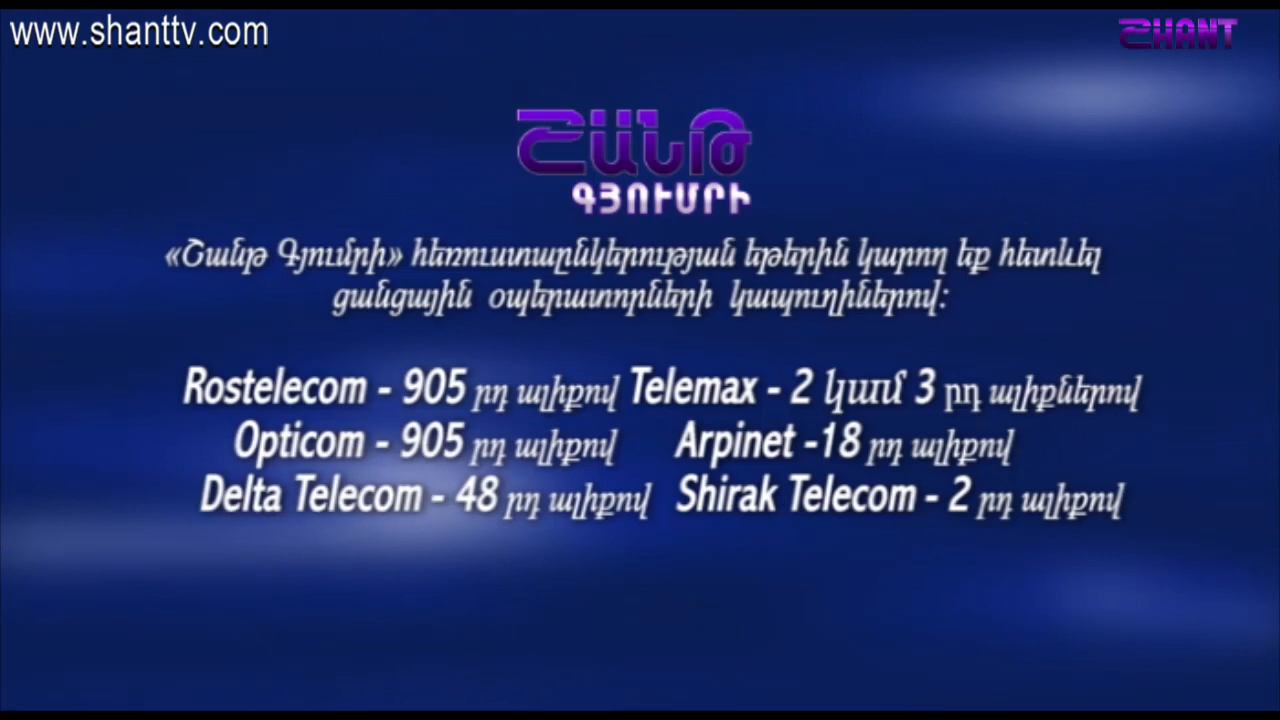 www.shanttv.com
SHANT
ՇԱՆԹ
ԳՅՈՒՄՐԻ
«Շանթ Գյումրի» հեռուստաընկերության եթերին կարող եք հետևել
ցանցային օպերատորների կապուղիներով:
Rostelecom - 905 րդ ալիքով Telemax - 2 կամ 3 րդ ալիքներով
Opticom - 905 րդ ալիքով Arpinet -18 րդ ալիքով
Delta Telecom - 48 րդ ալիքով Shirak Telecom - 2 րդ ալիքով